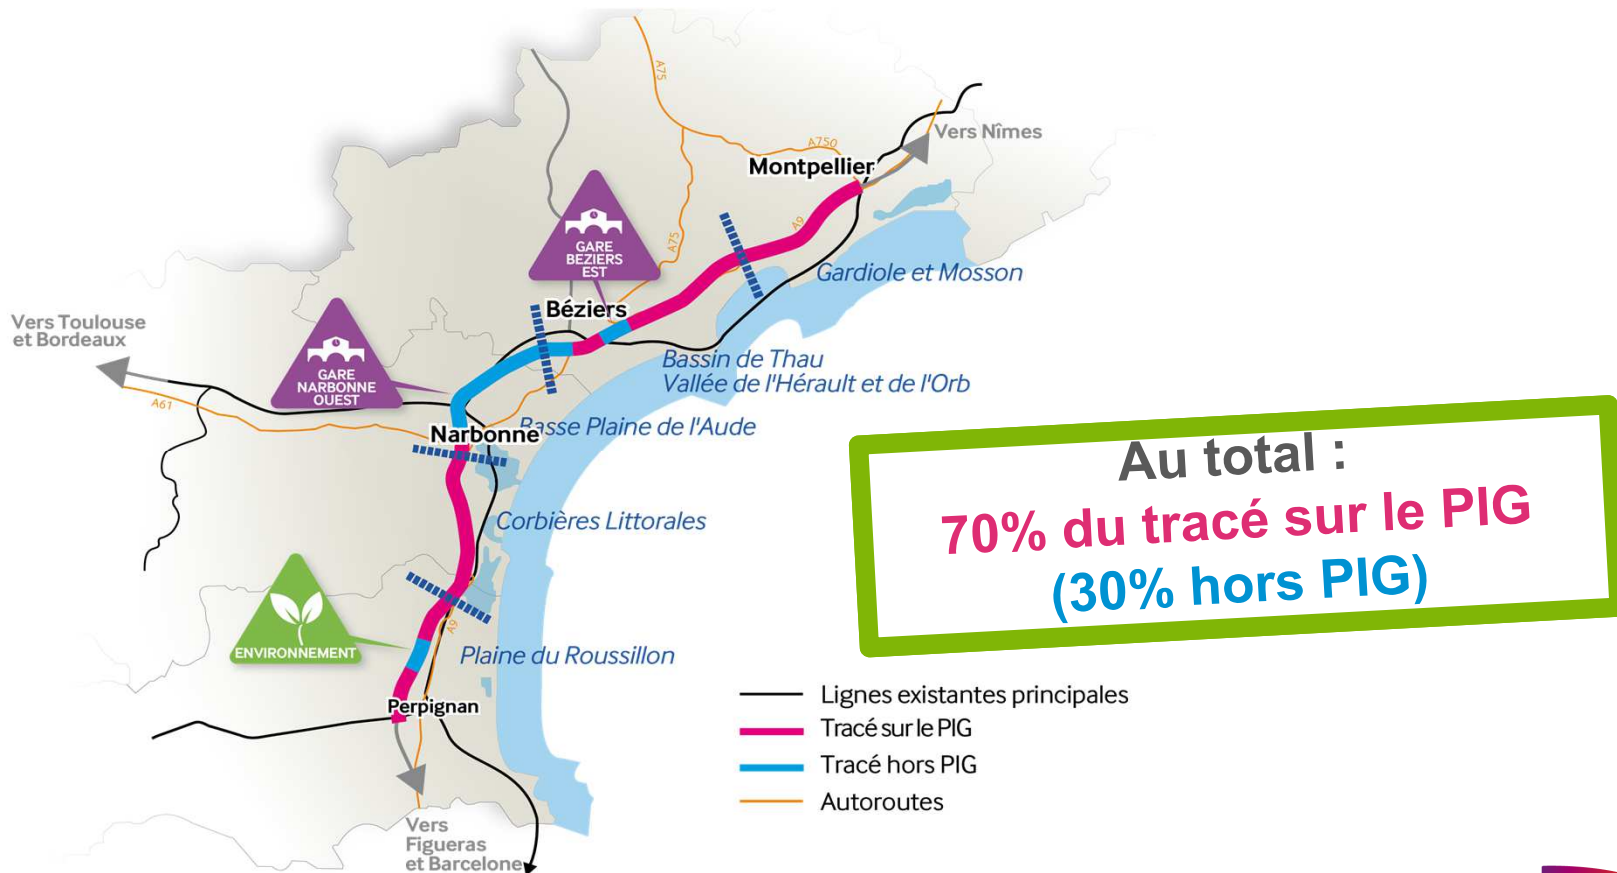 A75
A750
Vers Nîmes
Montpellier
A9
A75
GARE
BEZIERS
EST
Gardiole et Mosson
Béziers
Vers Toulouse
et Bordeaux
GARE
NARBONNE
OUEST
A61
Bassin de Thau
Vallée de l'Hérault et de l'Orb
Basse Plaine de l'Aude
Narbonne
Corbières Littorales
A9
ENVIRONNEMENT
Plaine du Roussillon
Perpignan
Vers
Figueras
et Barcelone
Au total :
70% du tracé sur le PIG
(30% hors PIG)
Lignes existantes principales
Tracé sur le PIG
Tracé hors PIG
Autoroutes